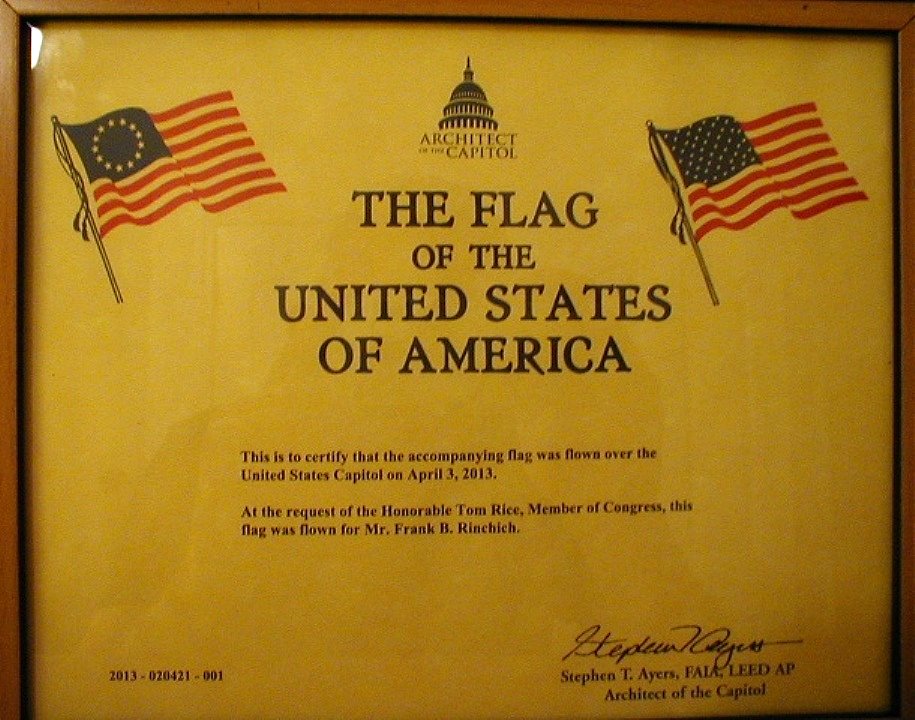 ARCHITECT
OF THE CAPITOL
THE FLAG
OF THE
UNITED STATES
OF AMERICA
This is to certify that the accompanying flag was flown over the
United States Capitol on April 3, 2013.
At the request of the Honorable Tom Rice, Member of Congress, this
flag was flown for Mr. Frank B. Rinchich.
Stephen T. Ayers
2013 - 020421 - 001
Stephen T. Ayers, FAIA, LEED AP
Architect of the Capitol